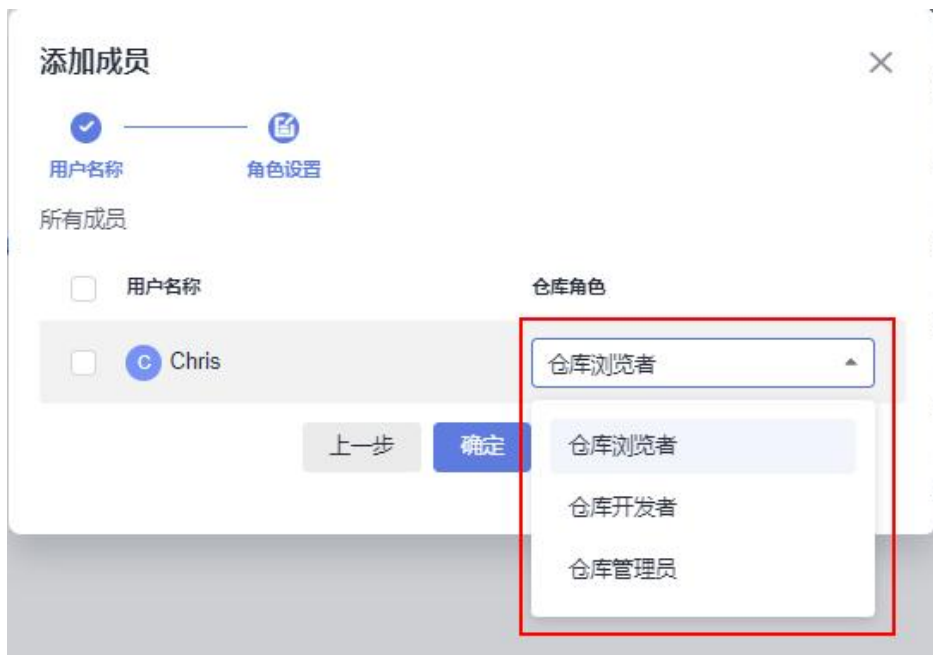 添加成员
用户名称 角色设置
所有成员
用户名称 仓库角色
C Chris 仓库浏览者
上一步 确定 仓库浏览者
仓库开发者
仓库管理员